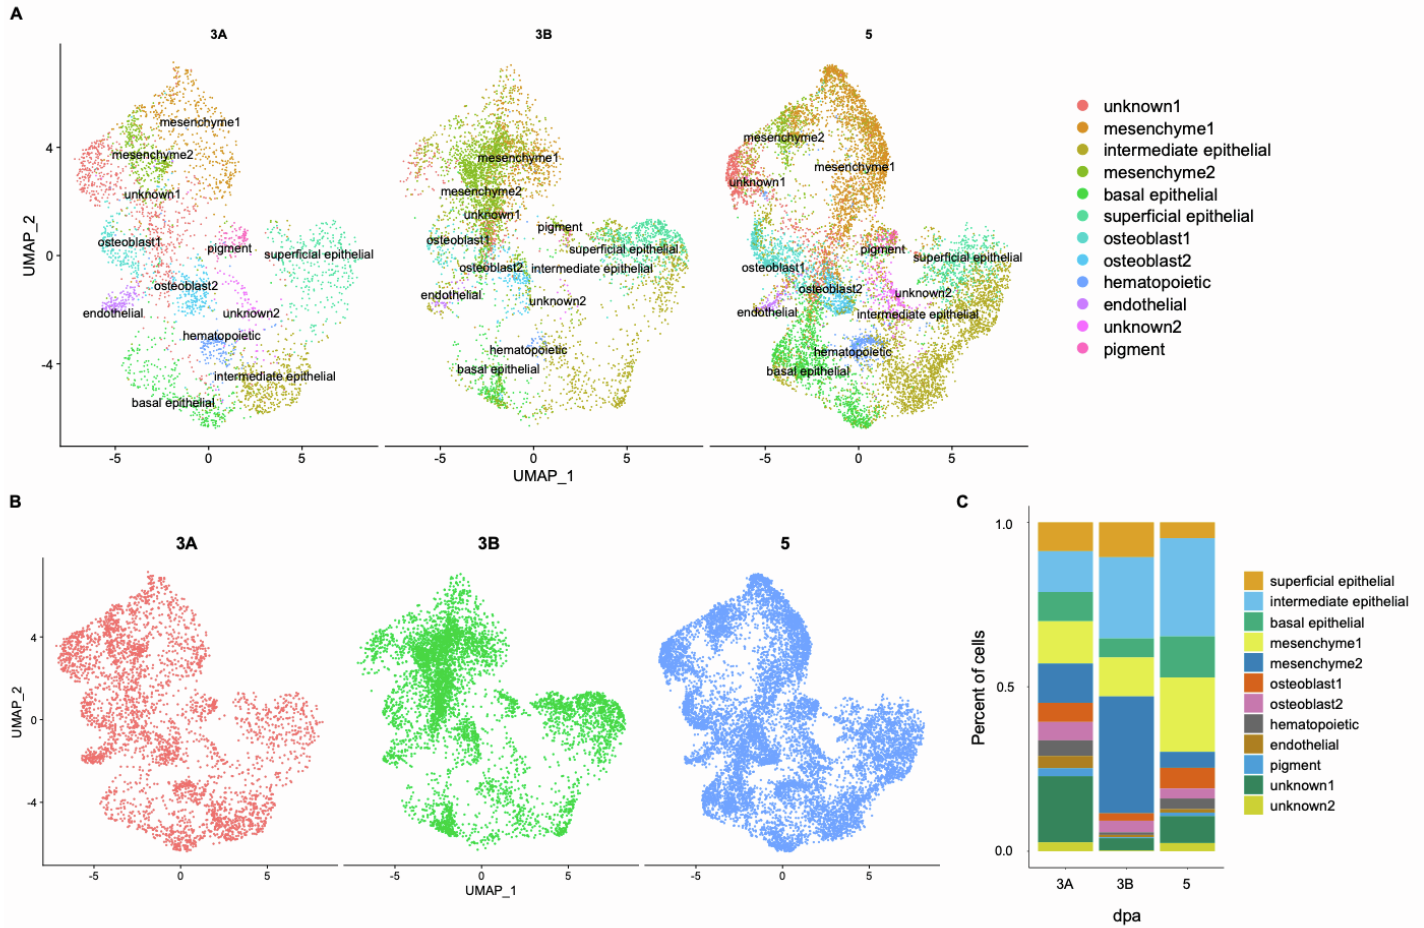 A
3A
3B
5
mesenchyme1
mesenchyme2
unknown1
osteoblast1
pigment
superficial epithelial
osteoblast2
endothelial
unknown2
hematopoietic
intermediate epithelial
basal epithelial
mesenchyme1
mesenchyme2
unknown1
pigment
osteoblast1
superficial epithelial
osteoblast2
intermediate epithelial
endothelial
unknown2
hematopoietic
basal epithelial
mesenchyme2
mesenchyme1
unknown1
pigment
superficial epithelial
osteoblast1
osteoblast2
unknown2
endothelial
intermediate epithelial
hematopoietic
basal epithelial
UMAP_2
4
0
-4
-5
0
5
-5
0
5
-5
0
5
UMAP_1
unknown1
mesenchyme1
intermediate epithelial
mesenchyme2
basal epithelial
superficial epithelial
osteoblast1
osteoblast2
hematopoietic
endothelial
unknown2
pigment
B
3A
3B
5
UMAP_2
4
0
-4
-5
0
5
-5
0
5
-5
0
5
UMAP_1
C
Percent of cells
1.0
0.5
0.0
3A
3B
5
dpa
superficial epithelial
intermediate epithelial
basal epithelial
mesenchyme1
mesenchyme2
osteoblast1
osteoblast2
hematopoietic
endothelial
pigment
unknown1
unknown2